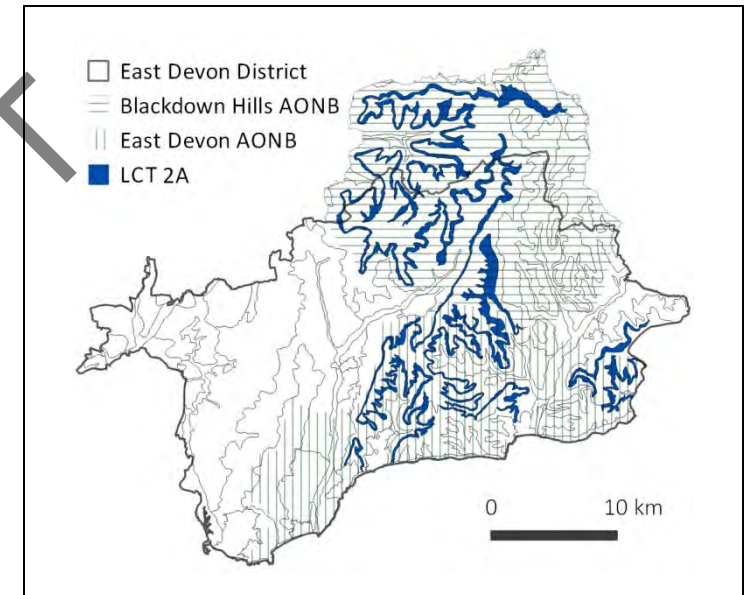 East Devon District
Blackdown Hills AONB
East Devon AONB
LCT 2A
0 10 km